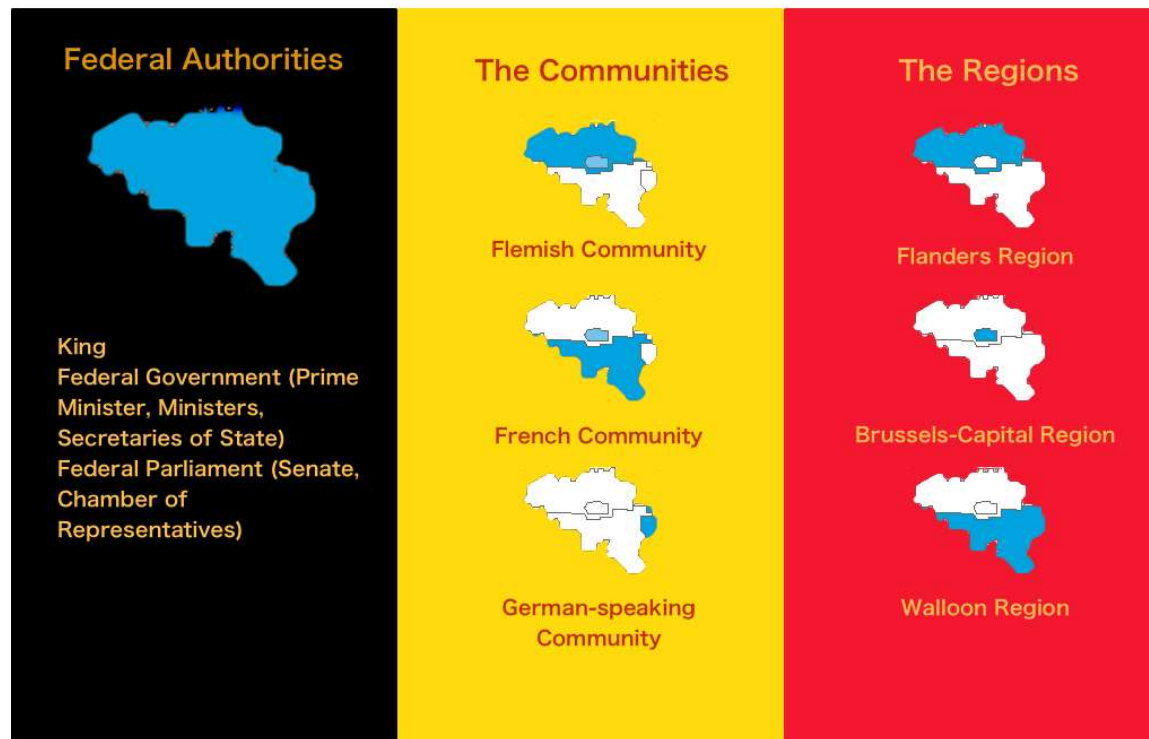 Federal Authorities
King
Federal Government (Prime
Minister, Ministers,
Secretaries of State)
Federal Parliament (Senate,
Chamber of
Representatives)
The Communities
Flemish Community
French Community
German-speaking
Community
The Regions
Flanders Region
Brussels-Capital Region
Walloon Region